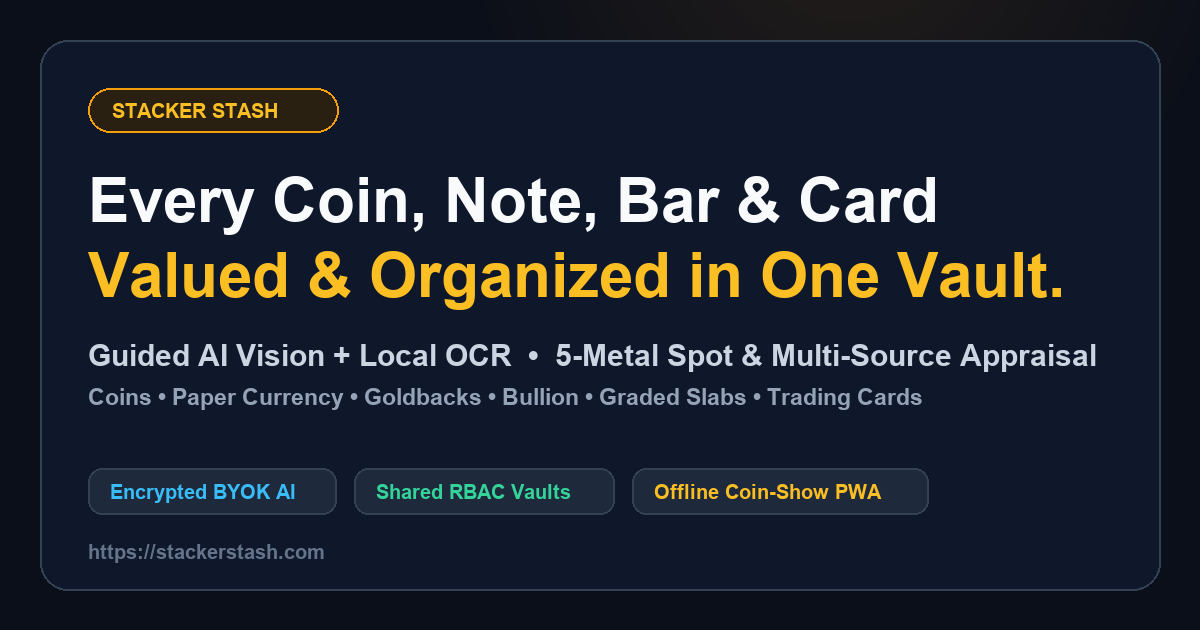 STACKER STASH
Every Coin, Note, Bar & Card
Valued & Organized in One Vault.
Guided AI Vision + Local OCR • 5-Metal Spot & Multi-Source Appraisal
Coins • Paper Currency • Goldbacks • Bullion • Graded Slabs • Trading Cards
Encrypted BYOK AI
Shared RBAC Vaults
Offline Coin-Show PWA
https://stackerstash.com